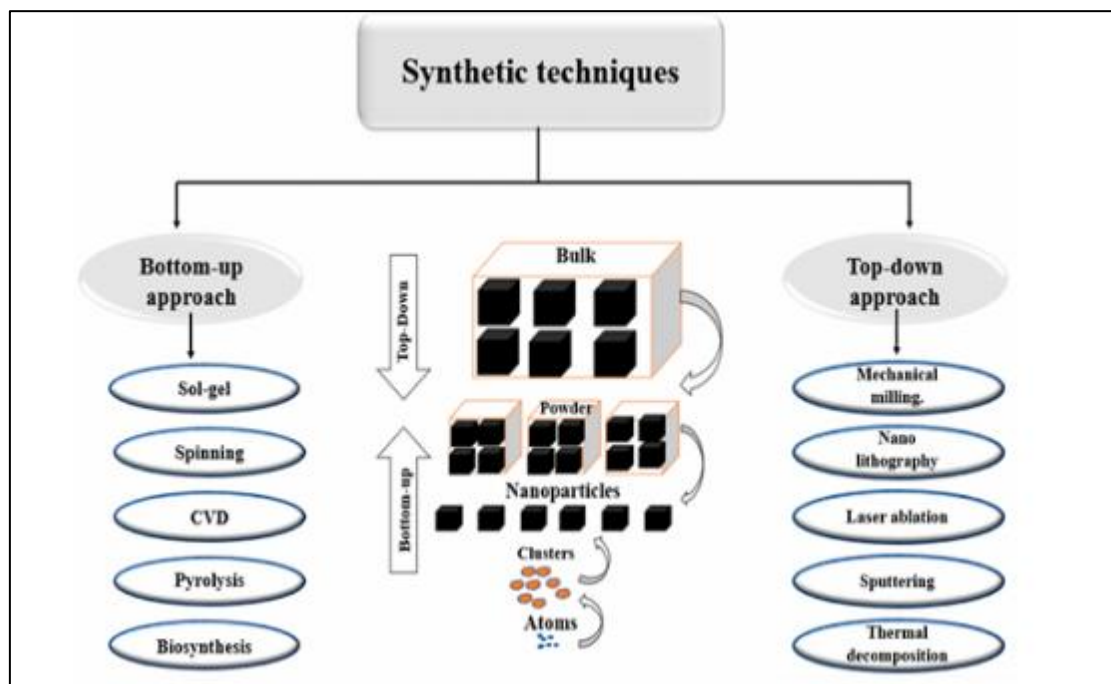 Synthetic techniques
Bottom-up
approach
Sol-gel
Spinning
CVD
Pyrolysis
Biosynthesis
Top-Down
Bottom-up
Bulk
Powder
Nanoparticles
Clusters
Atoms
Top-down
approach
Mechanical
milling.
Nano
lithography
Laser ablation
Sputtering
Thermal
decomposition